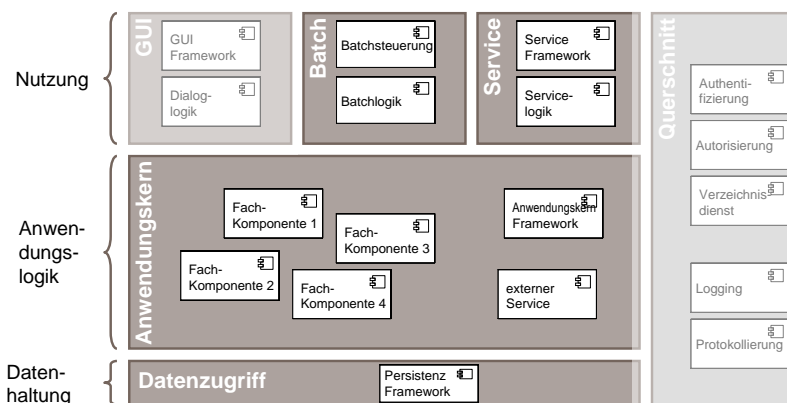 Nutzung
GUI
GUI
Framework
Dialog-
logik
Batch
Batchsteuerung
Batchlogik
Service
Service
Framework
Service-
logik
Querschnitt
Authenti-
fizierung
Autorisierung
Verzeichnis-
dienst
Logging
Protokollierung
Anwen-
dungs-
logik
Anwendungskern
Fach-
Komponente 1
Fach-
Komponente 2
Fach-
Komponente 3
Fach-
Komponente 4
Anwendungskern
Framework
externer
Service
Daten-
haltung
Datenzugriff
Persistenz
Framework